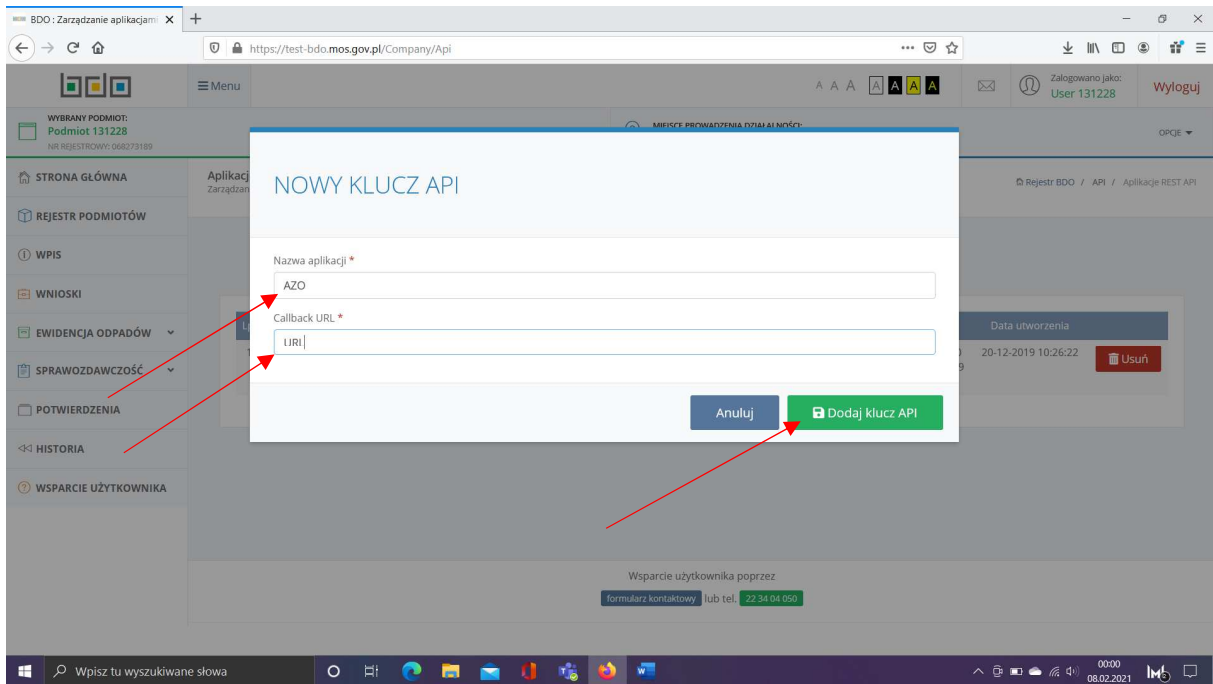 BDO : Zarządzanie aplikacjami
https://test-bdo.mos.gov.pl/Company/Api
bdo
Menu
A A A A A A A
Zalogowano jako:
User 131228
Wyloguj
WYBRANY PODMIOT:
Podmiot 131228
NR REJESTROWY: 068273189
MIEJSCE PROWADZENIA DZIAŁALNOŚCI:
OPCJE
STRONA GŁÓWNA
REJESTR PODMIOTÓW
WPIS
WNIOSKI
EWIDENCJA ODPADÓW
SPRAWOZDAWCZOŚĆ
POTWIERDZENIA
HISTORIA
WSPARCIE UŻYTKOWNIKA
Aplikacj
Zarządzan
Rejestr BDO / API / Aplikacje REST API
NOWY KLUCZ API
Nazwa aplikacji *
AZO
Callback URL *
URL
Anuluj
Dodaj klucz API
Data utworzenia
20-12-2019 10:26:22
Usuń
Wsparcie użytkownika poprzez
formularz kontaktowy lub tel. 22 34 04 050
Wpisz tu wyszukiwane słowa
00:00
08.02.2021